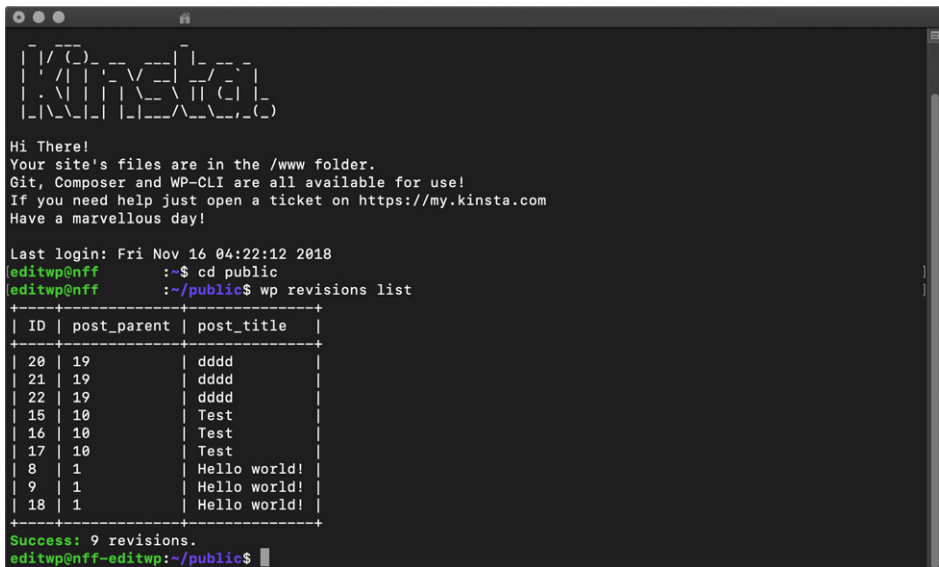 Kinsta
Hi There!
Your site's files are in the /www folder.
Git, Composer and WP-CLI are all available for use!
If you need help just open a ticket on https://my.kinsta.com
Have a marvellous day!
Last login: Fri Nov 16 04:22:12 2018
[editwp@nff :~$ cd public ]
[editwp@nff :~/public$ wp revisions list ]
+----+-------------+--------------+
| ID | post_parent | post_title   |
+----+-------------+--------------+
| 20 | 19          | dddd         |
| 21 | 19          | dddd         |
| 22 | 19          | dddd         |
| 15 | 10          | Test         |
| 16 | 10          | Test         |
| 17 | 10          | Test         |
| 8  | 1           | Hello world! |
| 9  | 1           | Hello world! |
| 18 | 1           | Hello world! |
+----+-------------+--------------+
Success: 9 revisions.
editwp@nff-editwp:~/public$